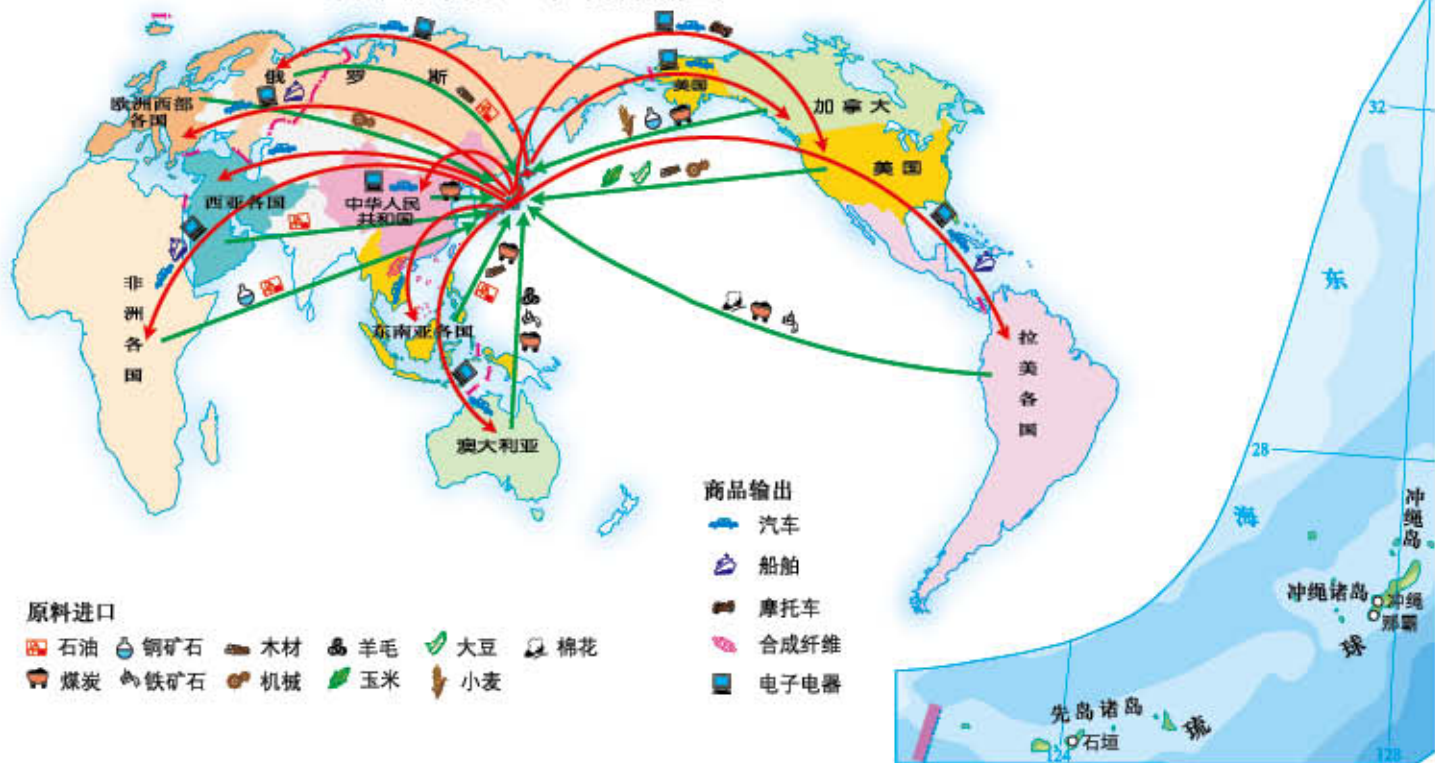 俄罗斯
欧洲西部
各国
美国
加拿大
美国
西亚各国
中华人民
共和国
非洲各国
东南亚各国
澳大利亚
拉美各国
原料进口
石油 铜矿石 木材 羊毛 大豆 棉花
煤炭 铁矿石 机械 玉米 小麦
商品输出
汽车
船舶
摩托车
合成纤维
电子电器
32
东
28
海
冲绳岛
冲绳诸岛
冲绳
那霸
球
先岛诸岛
琉
石垣
124
128